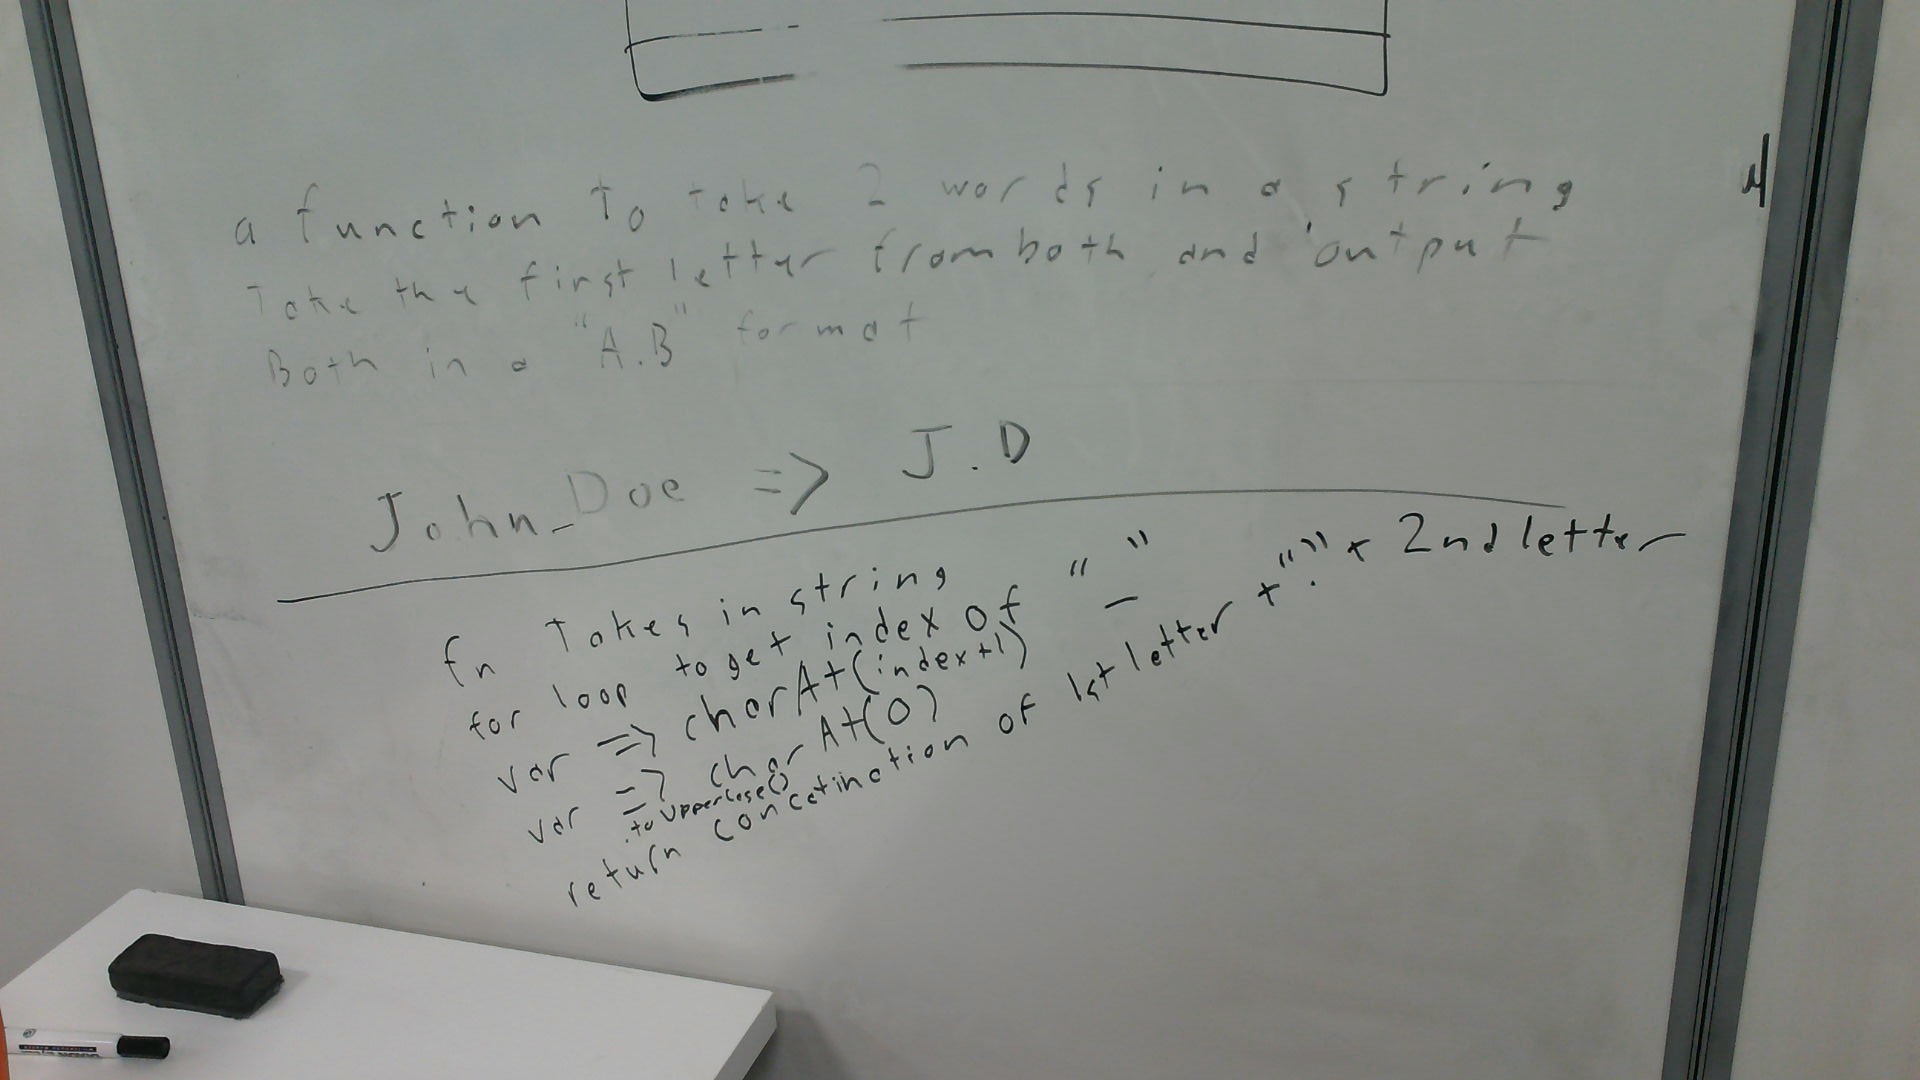 a function To take 2 words in a string
Take the first letter from both and output
Both in a "A.B" format
John_Doe => J.D
fn Takes in string
for loop to get index of "_"
var => charAt(index+1)
var => charAt(0)
.toUpperCase()
return concatination of 1st letter + "." + 2nd letter